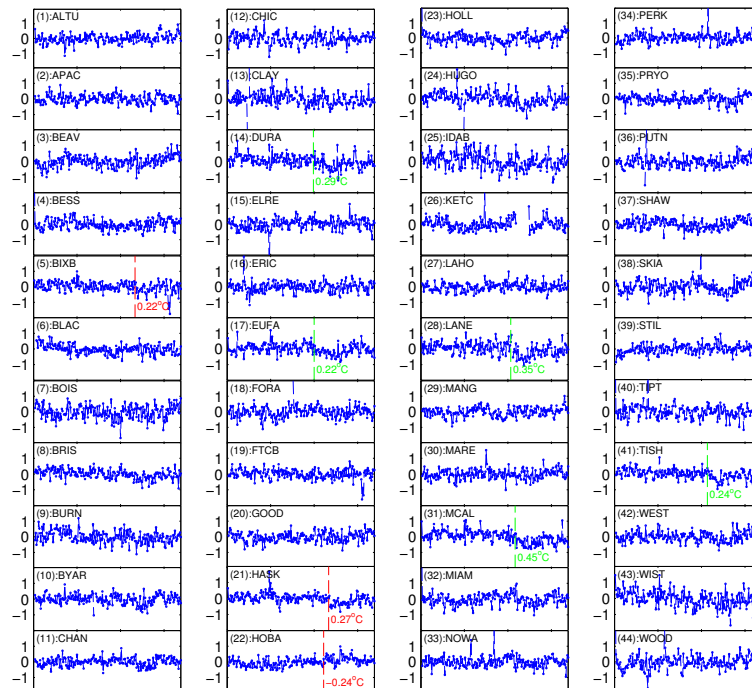 (1):ALTU
1
0
−1
(2):APAC
1
0
−1
(3):BEAV
1
0
−1
(4):BESS
1
0
−1
(5):BIXB
1
0
−1
0.22°C
(6):BLAC
1
0
−1
(7):BOIS
1
0
−1
(8):BRIS
1
0
−1
(9):BURN
1
0
−1
(10):BYAR
1
0
−1
(11):CHAN
1
0
−1
(12):CHIC
1
0
−1
(13):CLAY
1
0
−1
(14):DURA
1
0
−1
0.29°C
(15):ELRE
1
0
−1
(16):ERIC
1
0
−1
(17):EUFA
1
0
−1
0.22°C
(18):FORA
1
0
−1
(19):FTCB
1
0
−1
(20):GOOD
1
0
−1
(21):HASK
1
0
−1
0.27°C
(22):HOBA
1
0
−1
−0.24°C
(23):HOLL
1
0
−1
(24):HUGO
1
0
−1
(25):IDAB
1
0
−1
(26):KETC
1
0
−1
(27):LAHO
1
0
−1
(28):LANE
1
0
−1
0.35°C
(29):MANG
1
0
−1
(30):MARE
1
0
−1
(31):MCAL
1
0
−1
0.45°C
(32):MIAM
1
0
−1
(33):NOWA
1
0
−1
(34):PERK
1
0
−1
(35):PRYO
1
0
−1
(36):PUTN
1
0
−1
(37):SHAW
1
0
−1
(38):SKIA
1
0
−1
(39):STIL
1
0
−1
(40):TIPT
1
0
−1
(41):TISH
1
0
−1
0.24°C
(42):WEST
1
0
−1
(43):WIST
1
0
−1
(44):WOOD
1
0
−1